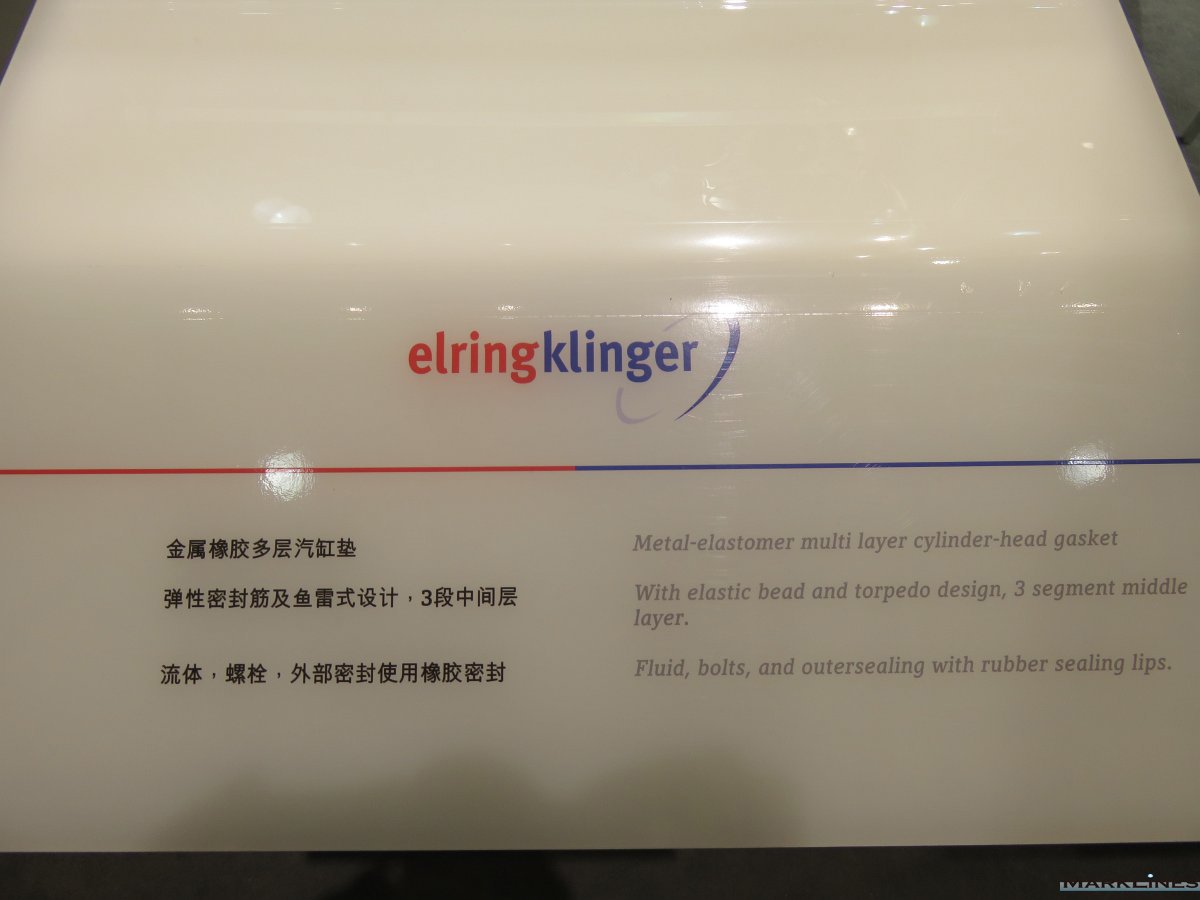 elringklinger
金属橡胶多层汽缸垫
弹性密封筋及鱼雷式设计，3段中间层
流体，螺栓，外部密封使用橡胶密封
Metal-elastomer multi layer cylinder-head gasket
With elastic bead and torpedo design, 3 segment middle
layer.
Fluid, bolts, and outersealing with rubber sealing lips.
MARKLINES